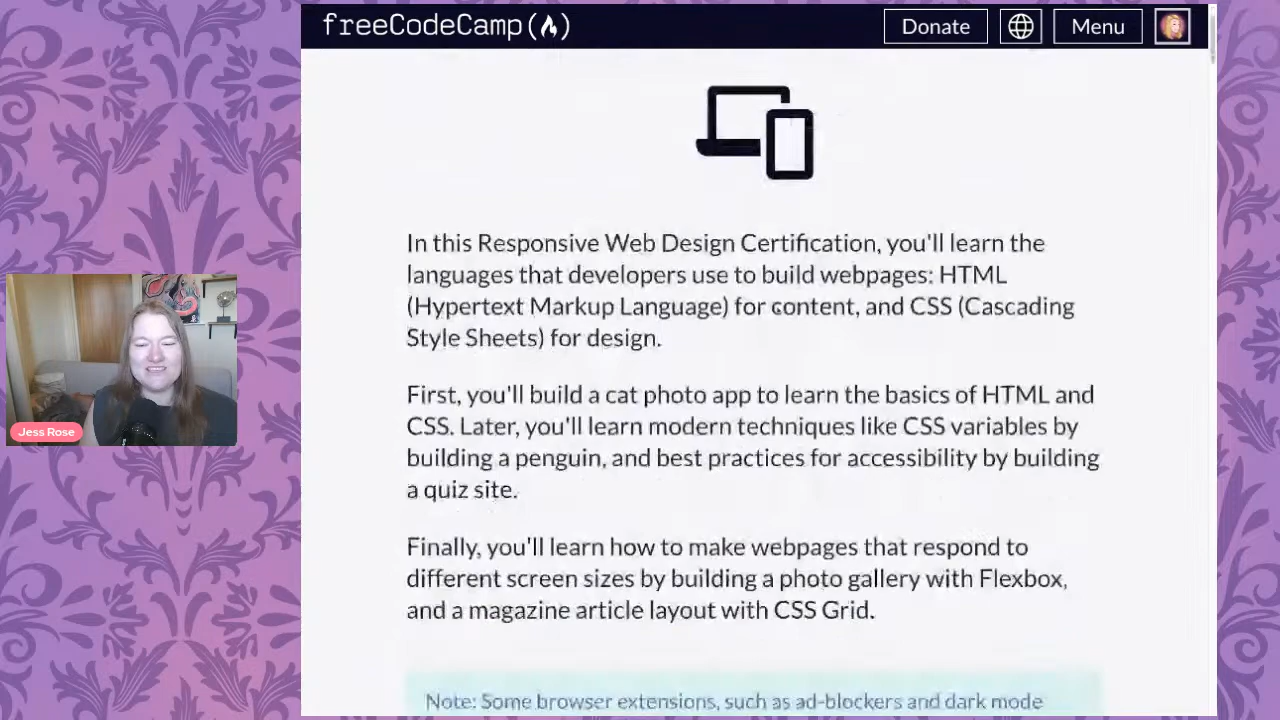 freeCodeCamp(🔥)
Donate
Menu
In this Responsive Web Design Certification, you'll learn the
languages that developers use to build webpages: HTML
(Hypertext Markup Language) for content, and CSS (Cascading
Style Sheets) for design.
First, you'll build a cat photo app to learn the basics of HTML and
CSS. Later, you'll learn modern techniques like CSS variables by
building a penguin, and best practices for accessibility by building
a quiz site.
Finally, you'll learn how to make webpages that respond to
different screen sizes by building a photo gallery with Flexbox,
and a magazine article layout with CSS Grid.
Note: Some browser extensions, such as ad-blockers and dark mode
Jess Rose